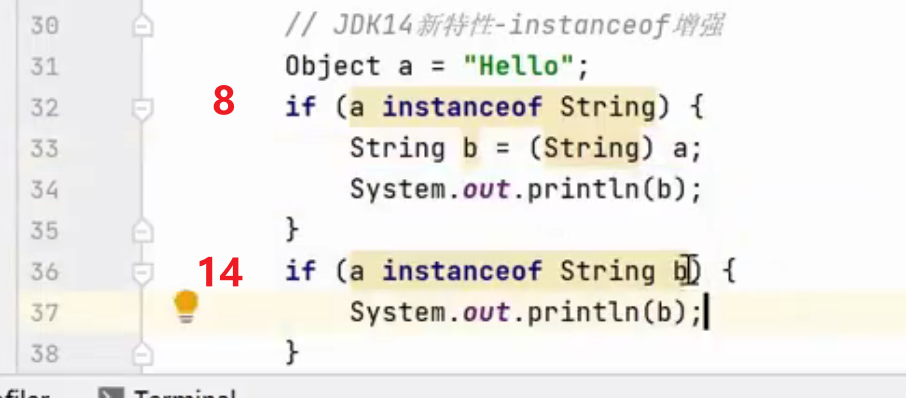 30 // JDK14新特性-instanceof增强
31 Object a = "Hello";
32 8 if (a instanceof String) {
33 String b = (String) a;
34 System.out.println(b);
35 }
36 14 if (a instanceof String b) {
37 System.out.println(b);
38 }
Terminal